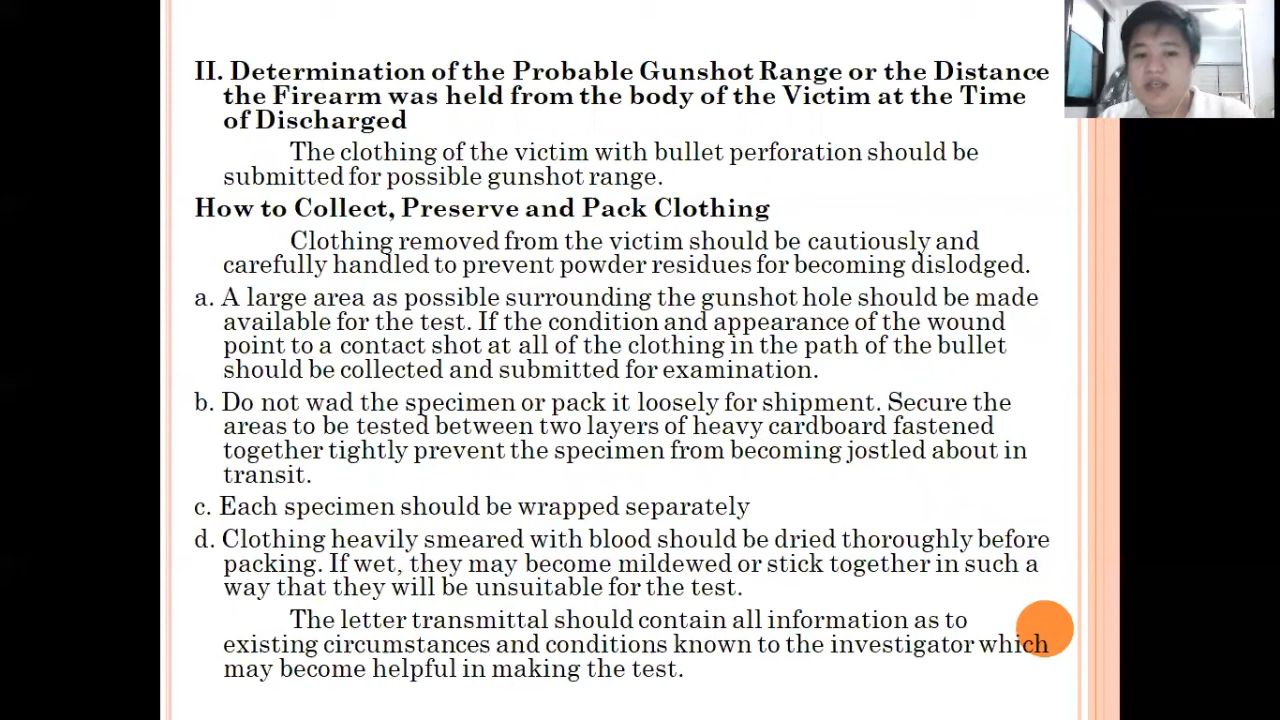 II. Determination of the Probable Gunshot Range or the Distance
the Firearm was held from the body of the Victim at the Time
of Discharged
The clothing of the victim with bullet perforation should be
submitted for possible gunshot range.
How to Collect, Preserve and Pack Clothing
Clothing removed from the victim should be cautiously and
carefully handled to prevent powder residues for becoming dislodged.
a. A large area as possible surrounding the gunshot hole should be made
available for the test. If the condition and appearance of the wound
point to a contact shot at all of the clothing in the path of the bullet
should be collected and submitted for examination.
b. Do not wad the specimen or pack it loosely for shipment. Secure the
areas to be tested between two layers of heavy cardboard fastened
together tightly prevent the specimen from becoming jostled about in
transit.
c. Each specimen should be wrapped separately
d. Clothing heavily smeared with blood should be dried thoroughly before
packing. If wet, they may become mildewed or stick together in such a
way that they will be unsuitable for the test.
The letter transmittal should contain all information as to
existing circumstances and conditions known to the investigator which
may become helpful in making the test.